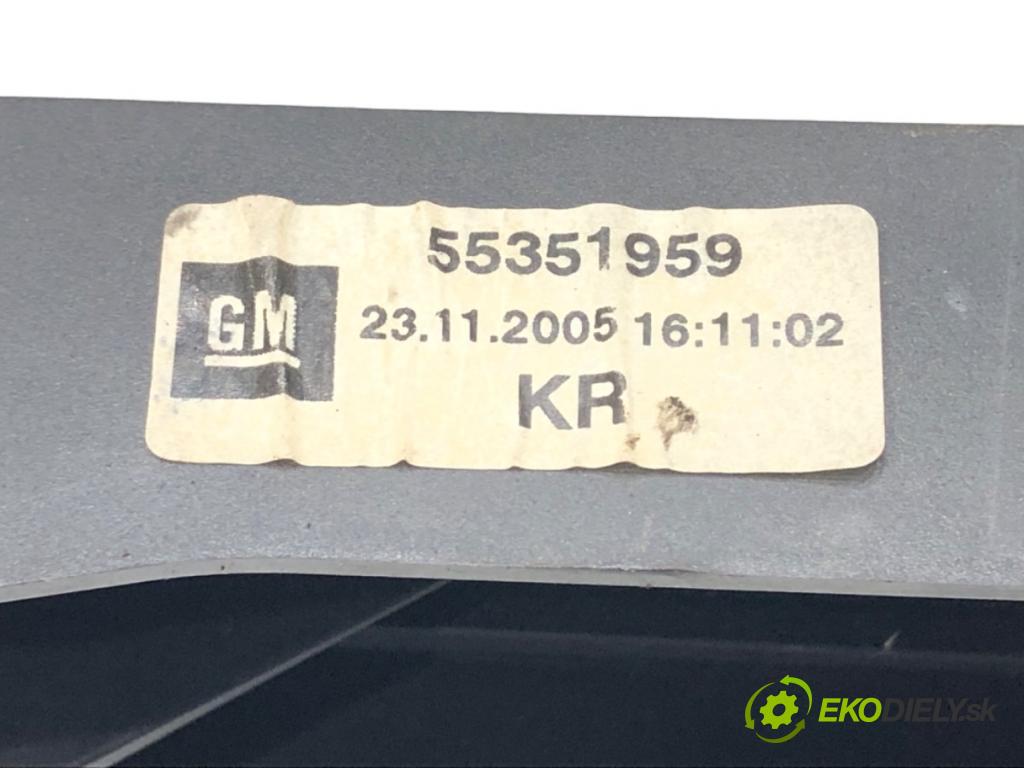 55351959
GM
23.11.2005 16:11:02
KR
EKODIELY.sk